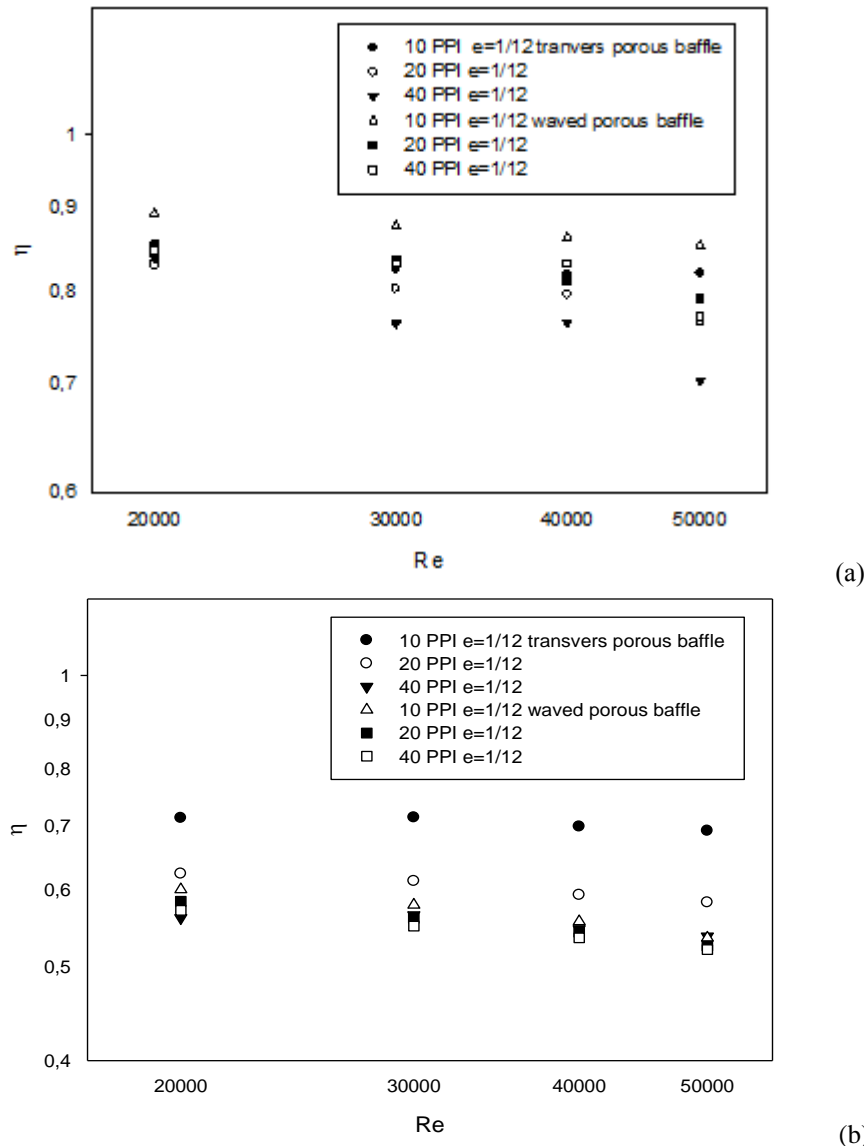 10 PPI e=1/12 tranvers porous baffle
20 PPI e=1/12
40 PPI e=1/12
10 PPI e=1/12 waved porous baffle
20 PPI e=1/12
40 PPI e=1/12
1
0,9
0,8
0,7
0,6
η
20000 30000 40000 50000
Re
(a)
10 PPI e=1/12 transvers porous baffle
20 PPI e=1/12
40 PPI e=1/12
10 PPI e=1/12 waved porous baffle
20 PPI e=1/12
40 PPI e=1/12
1
0,9
0,8
0,7
0,6
0,5
0,4
η
20000 30000 40000 50000
Re
(b)